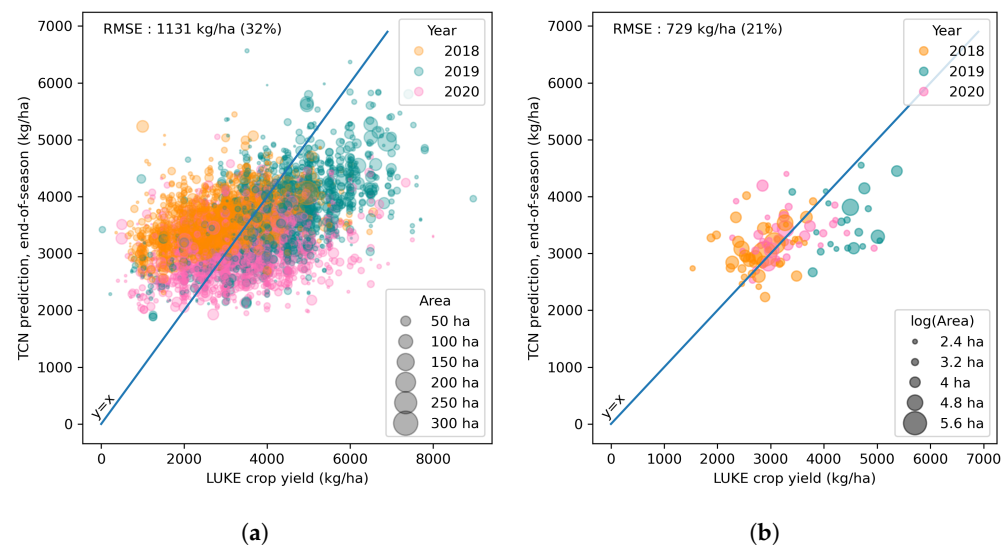 RMSE : 1131 kg/ha (32%)
Year
2018
2019
2020
Area
50 ha
100 ha
150 ha
200 ha
250 ha
300 ha
y=x
TCN prediction, end-of-season (kg/ha)
7000
6000
5000
4000
3000
2000
1000
0
0 2000 4000 6000 8000
LUKE crop yield (kg/ha)
(a)
RMSE : 729 kg/ha (21%)
Year
2018
2019
2020
log(Area)
2.4 ha
3.2 ha
4 ha
4.8 ha
5.6 ha
y=x
TCN prediction, end-of-season (kg/ha)
7000
6000
5000
4000
3000
2000
1000
0
0 1000 2000 3000 4000 5000 6000 7000
LUKE crop yield (kg/ha)
(b)